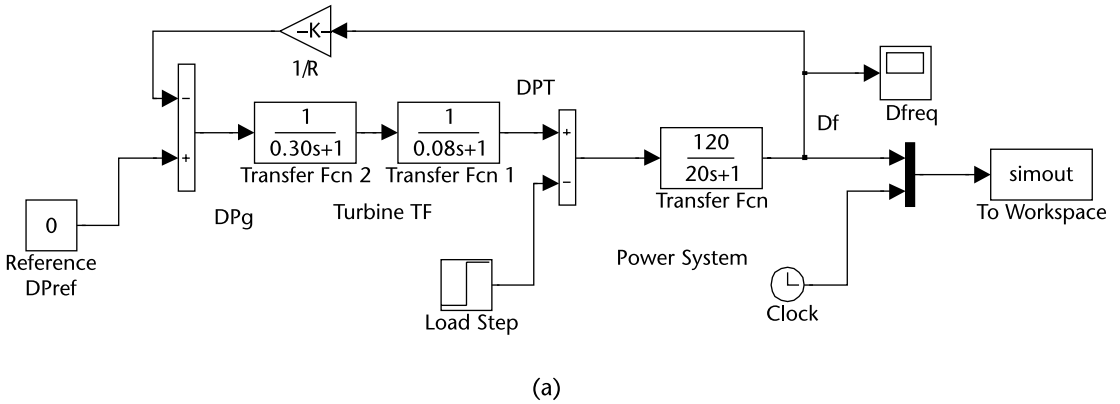 −K−
1/R
−
+
1
0.30s+1
Transfer Fcn 2
1
0.08s+1
Transfer Fcn 1
DPT
+
−
120
20s+1
Transfer Fcn
Df
Dfreq
simout
To Workspace
0
Reference
DPref
DPg
Turbine TF
Load Step
Power System
Clock
(a)